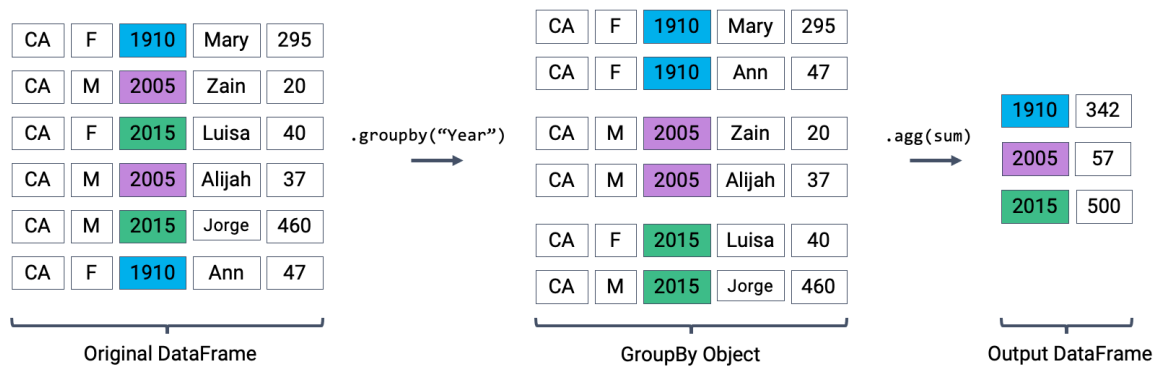 CA F 1910 Mary 295
CA M 2005 Zain 20
CA F 2015 Luisa 40
CA M 2005 Alijah 37
CA M 2015 Jorge 460
CA F 1910 Ann 47
Original DataFrame
.groupby(“Year”)
CA F 1910 Mary 295
CA F 1910 Ann 47
CA M 2005 Zain 20
CA M 2005 Alijah 37
CA F 2015 Luisa 40
CA M 2015 Jorge 460
GroupBy Object
.agg(sum)
1910 342
2005 57
2015 500
Output DataFrame